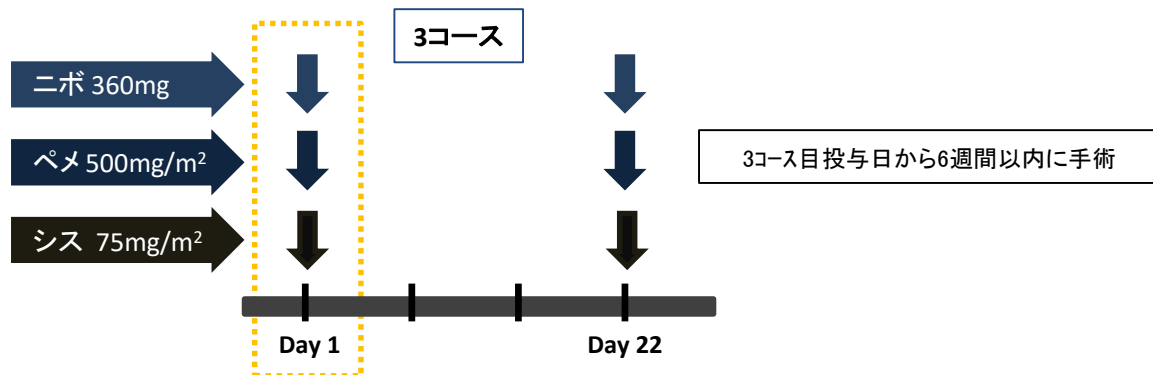 3コース
ニボ 360mg
ペメ 500mg/m²
3コース目投与日から6週間以内に手術
シス 75mg/m²
Day 1
Day 22